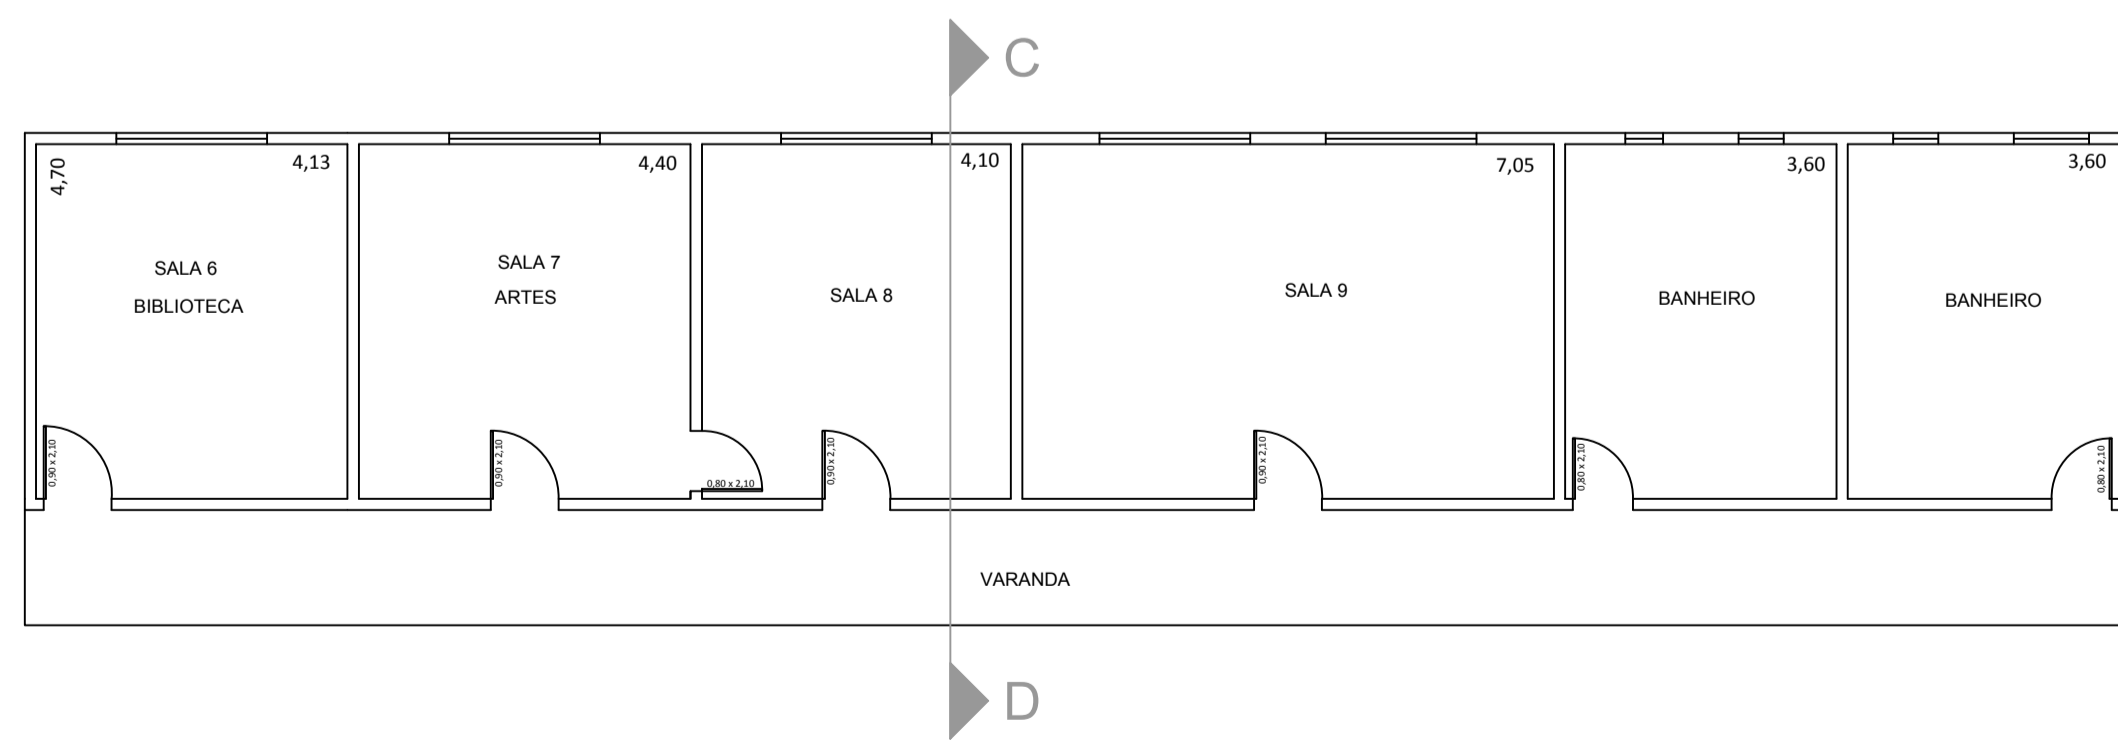 C
4,70
4,13
4,40
4,10
7,05
3,60
3,60
SALA 6
BIBLIOTECA
SALA 7
ARTES
SALA 8
SALA 9
BANHEIRO
BANHEIRO
0,90 x 2,10
0,90 x 2,10
0,80 x 2,10
0,90 x 2,10
0,90 x 2,10
0,80 x 2,10
0,80 x 2,10
VARANDA
D